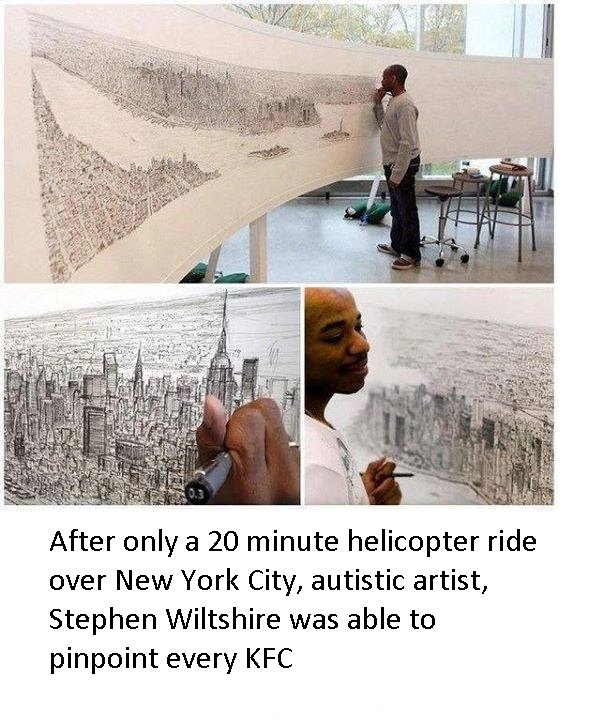 0.3
After only a 20 minute helicopter ride
over New York City, autistic artist,
Stephen Wiltshire was able to
pinpoint every KFC